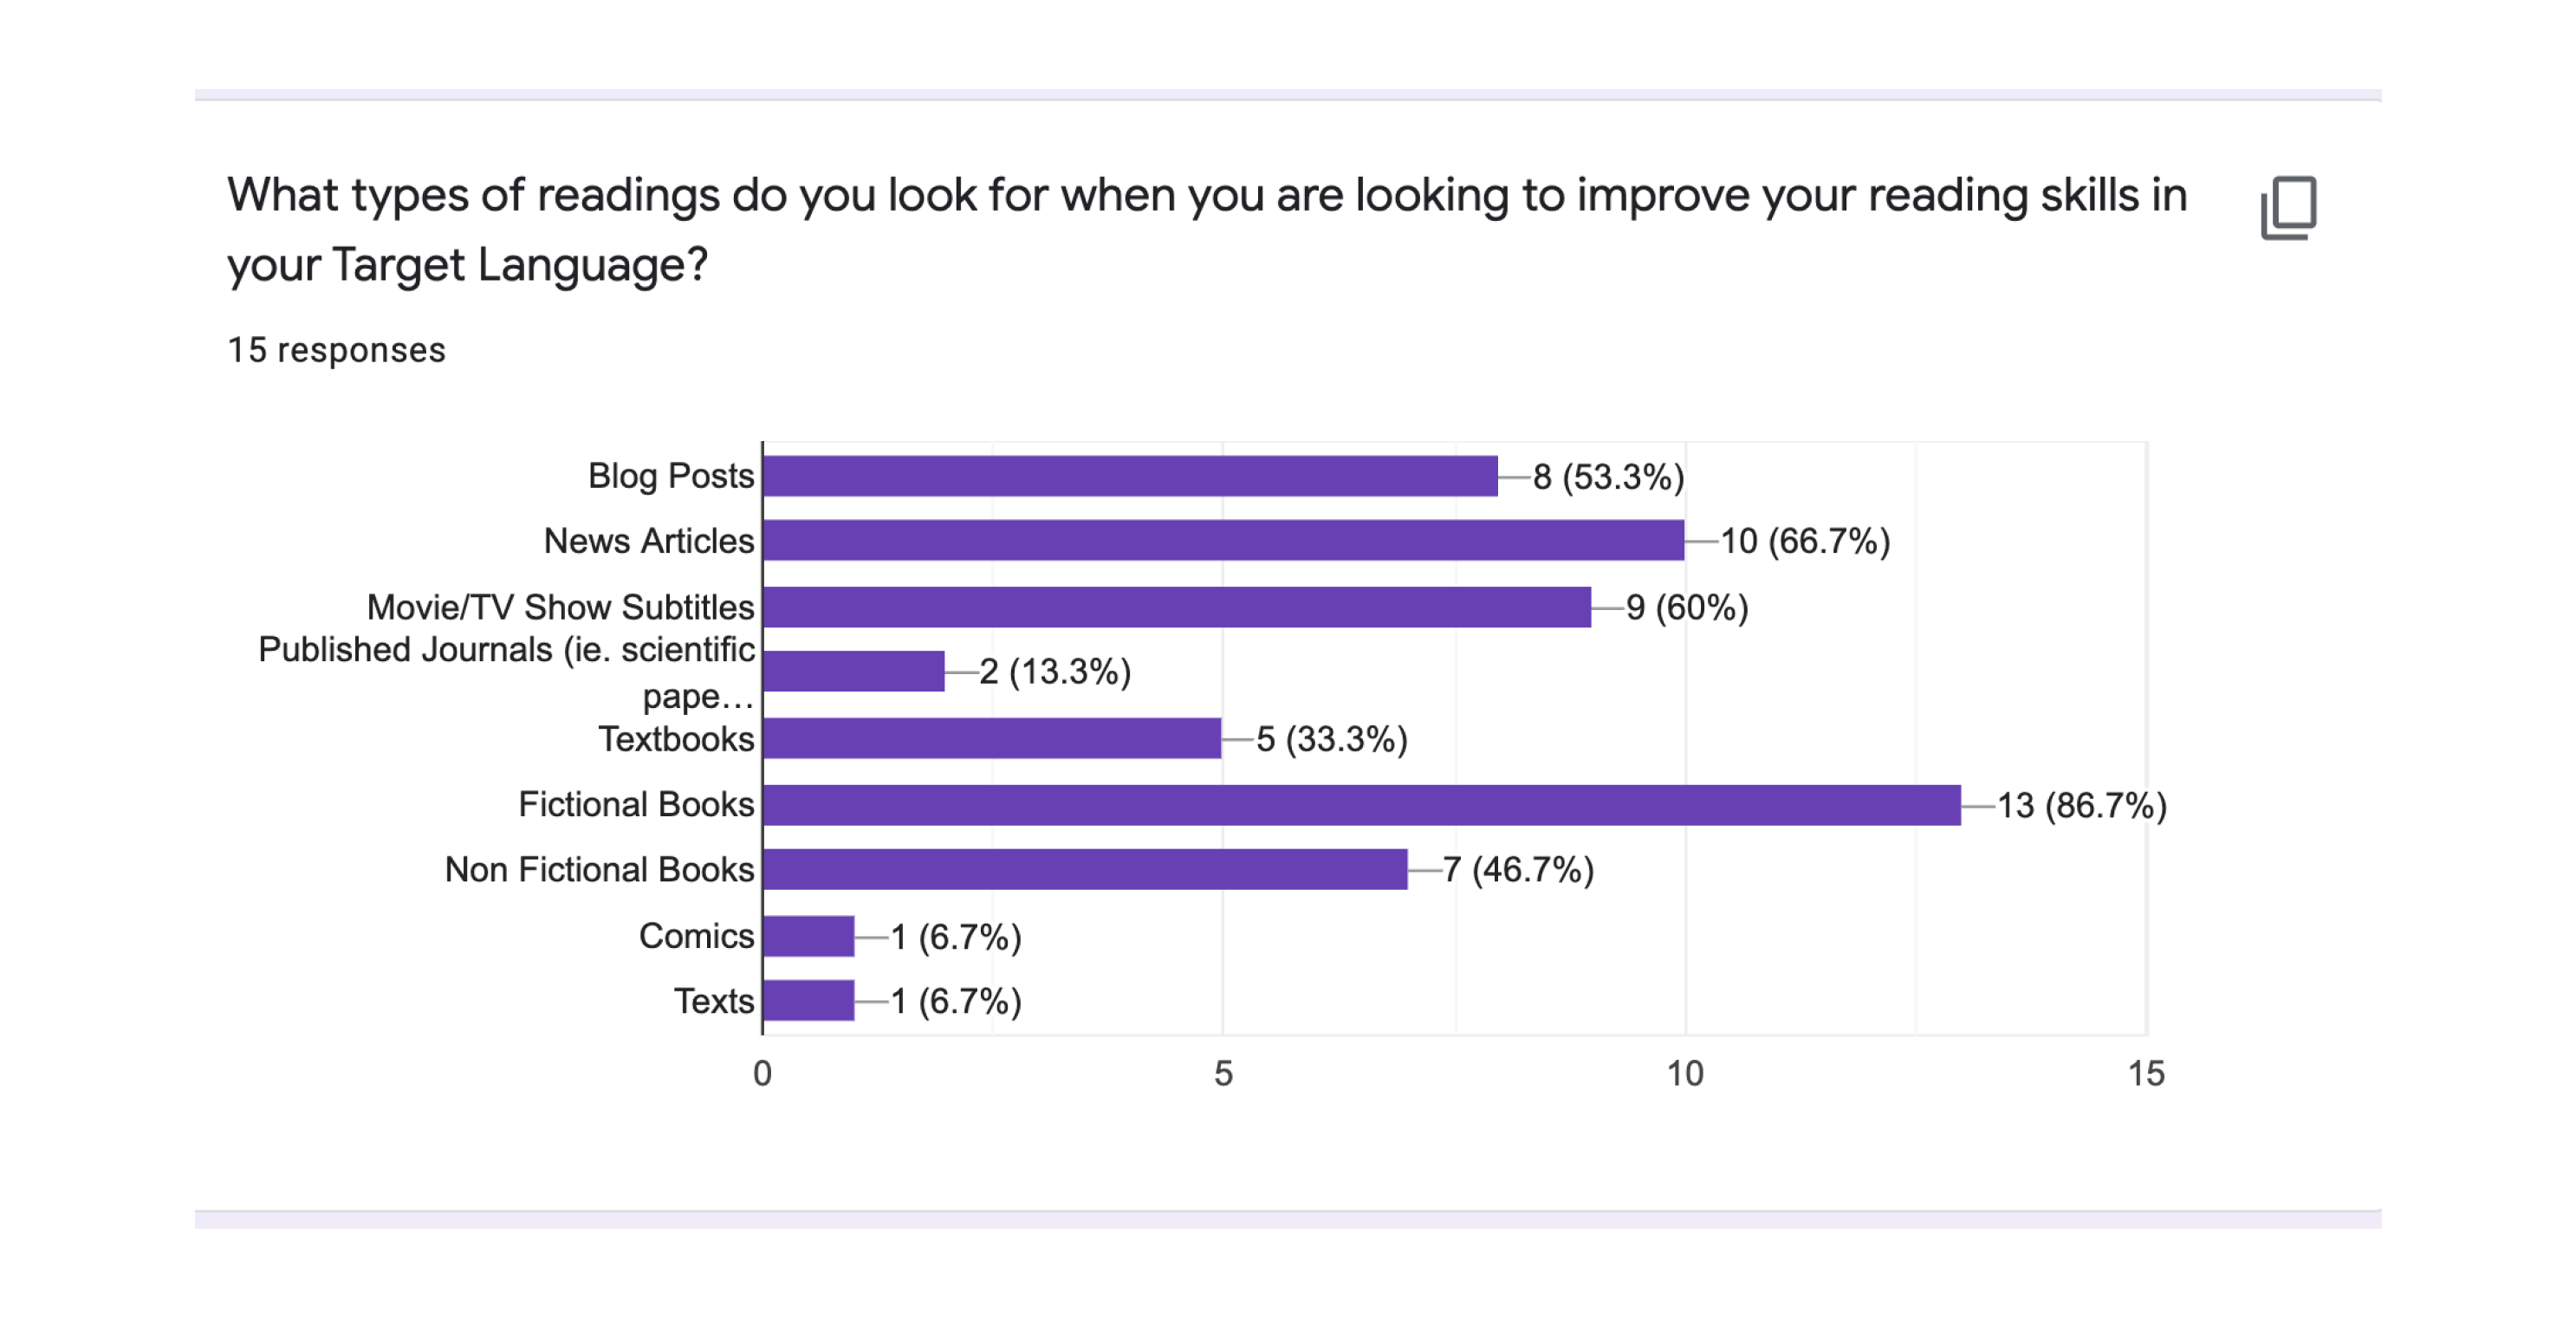 What types of readings do you look for when you are looking to improve your reading skills in
your Target Language?
15 responses
Blog Posts 8 (53.3%)
News Articles 10 (66.7%)
Movie/TV Show Subtitles 9 (60%)
Published Journals (ie. scientific
pape… 2 (13.3%)
Textbooks 5 (33.3%)
Fictional Books 13 (86.7%)
Non Fictional Books 7 (46.7%)
Comics 1 (6.7%)
Texts 1 (6.7%)
0 5 10 15